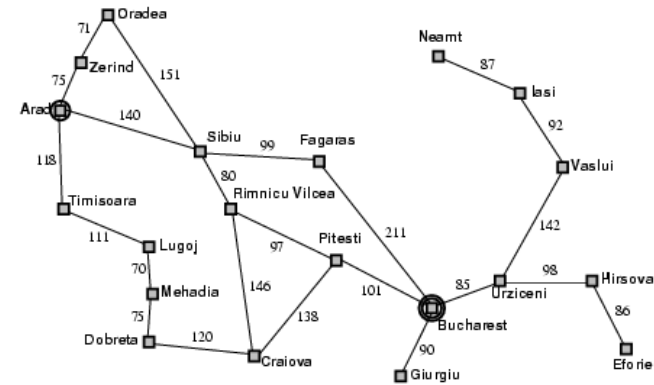 Oradea
71
Neamt
87
Zerind
75
151
Iasi
Arad
140
92
Sibiu
99
Fagaras
118
Vaslui
80
Timisoara
Rimnicu Vilcea
111
Lugoj
97
Pitesti
211
142
70
98
Hirsova
Mehadia
146
101
85
Urziceni
75
138
86
Bucharest
Dobreta
120
90
Craiova
Eforie
Giurgiu